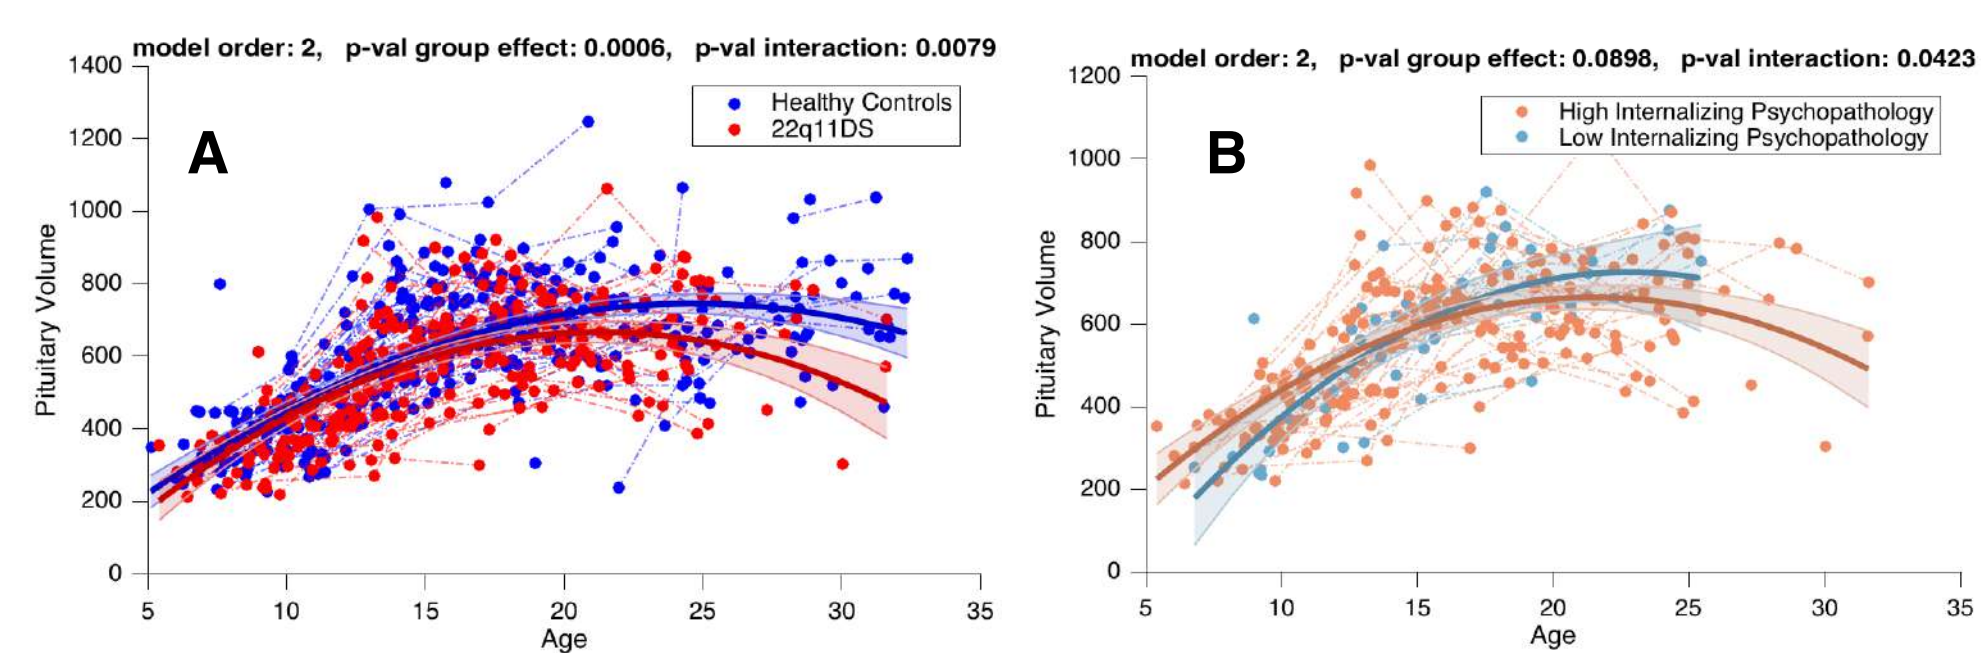 model order: 2, p-val group effect: 0.0006, p-val interaction: 0.0079
1400
1200
1000
800
600
400
200
0
Pituitary Volume
A
Healthy Controls
22q11DS
5 10 15 20 25 30 35
Age
model order: 2, p-val group effect: 0.0898, p-val interaction: 0.0423
1200
1000
800
600
400
200
0
Pituitary Volume
B
High Internalizing Psychopathology
Low Internalizing Psychopathology
5 10 15 20 25 30 35
Age